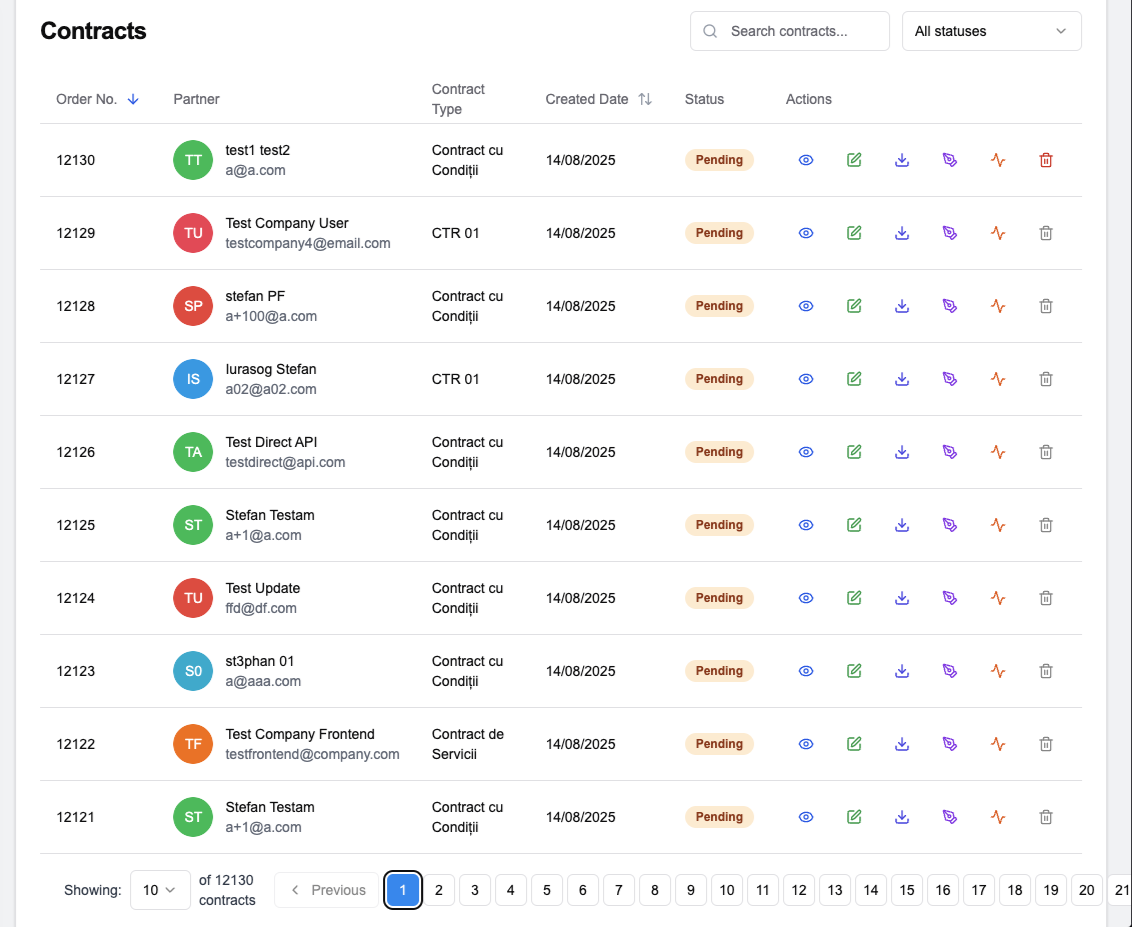 Contracts
Search contracts...
All statuses
Order No.
Partner
Contract
Type
Created Date
Status
Actions
12130
TT
test1 test2
a@a.com
Contract cu
Condiții
14/08/2025
Pending
12129
TU
Test Company User
testcompany4@email.com
CTR 01
14/08/2025
Pending
12128
SP
stefan PF
a+100@a.com
Contract cu
Condiții
14/08/2025
Pending
12127
IS
Iurasog Stefan
a02@a02.com
CTR 01
14/08/2025
Pending
12126
TA
Test Direct API
testdirect@api.com
Contract cu
Condiții
14/08/2025
Pending
12125
ST
Stefan Testam
a+1@a.com
Contract cu
Condiții
14/08/2025
Pending
12124
TU
Test Update
ffd@df.com
Contract cu
Condiții
14/08/2025
Pending
12123
S0
st3phan 01
a@aaa.com
Contract cu
Condiții
14/08/2025
Pending
12122
TF
Test Company Frontend
testfrontend@company.com
Contract de
Servicii
14/08/2025
Pending
12121
ST
Stefan Testam
a+1@a.com
Contract cu
Condiții
14/08/2025
Pending
Showing:
10
of 12130
contracts
Previous
1 2 3 4 5 6 7 8 9 10 11 12 13 14 15 16 17 18 19 20 21